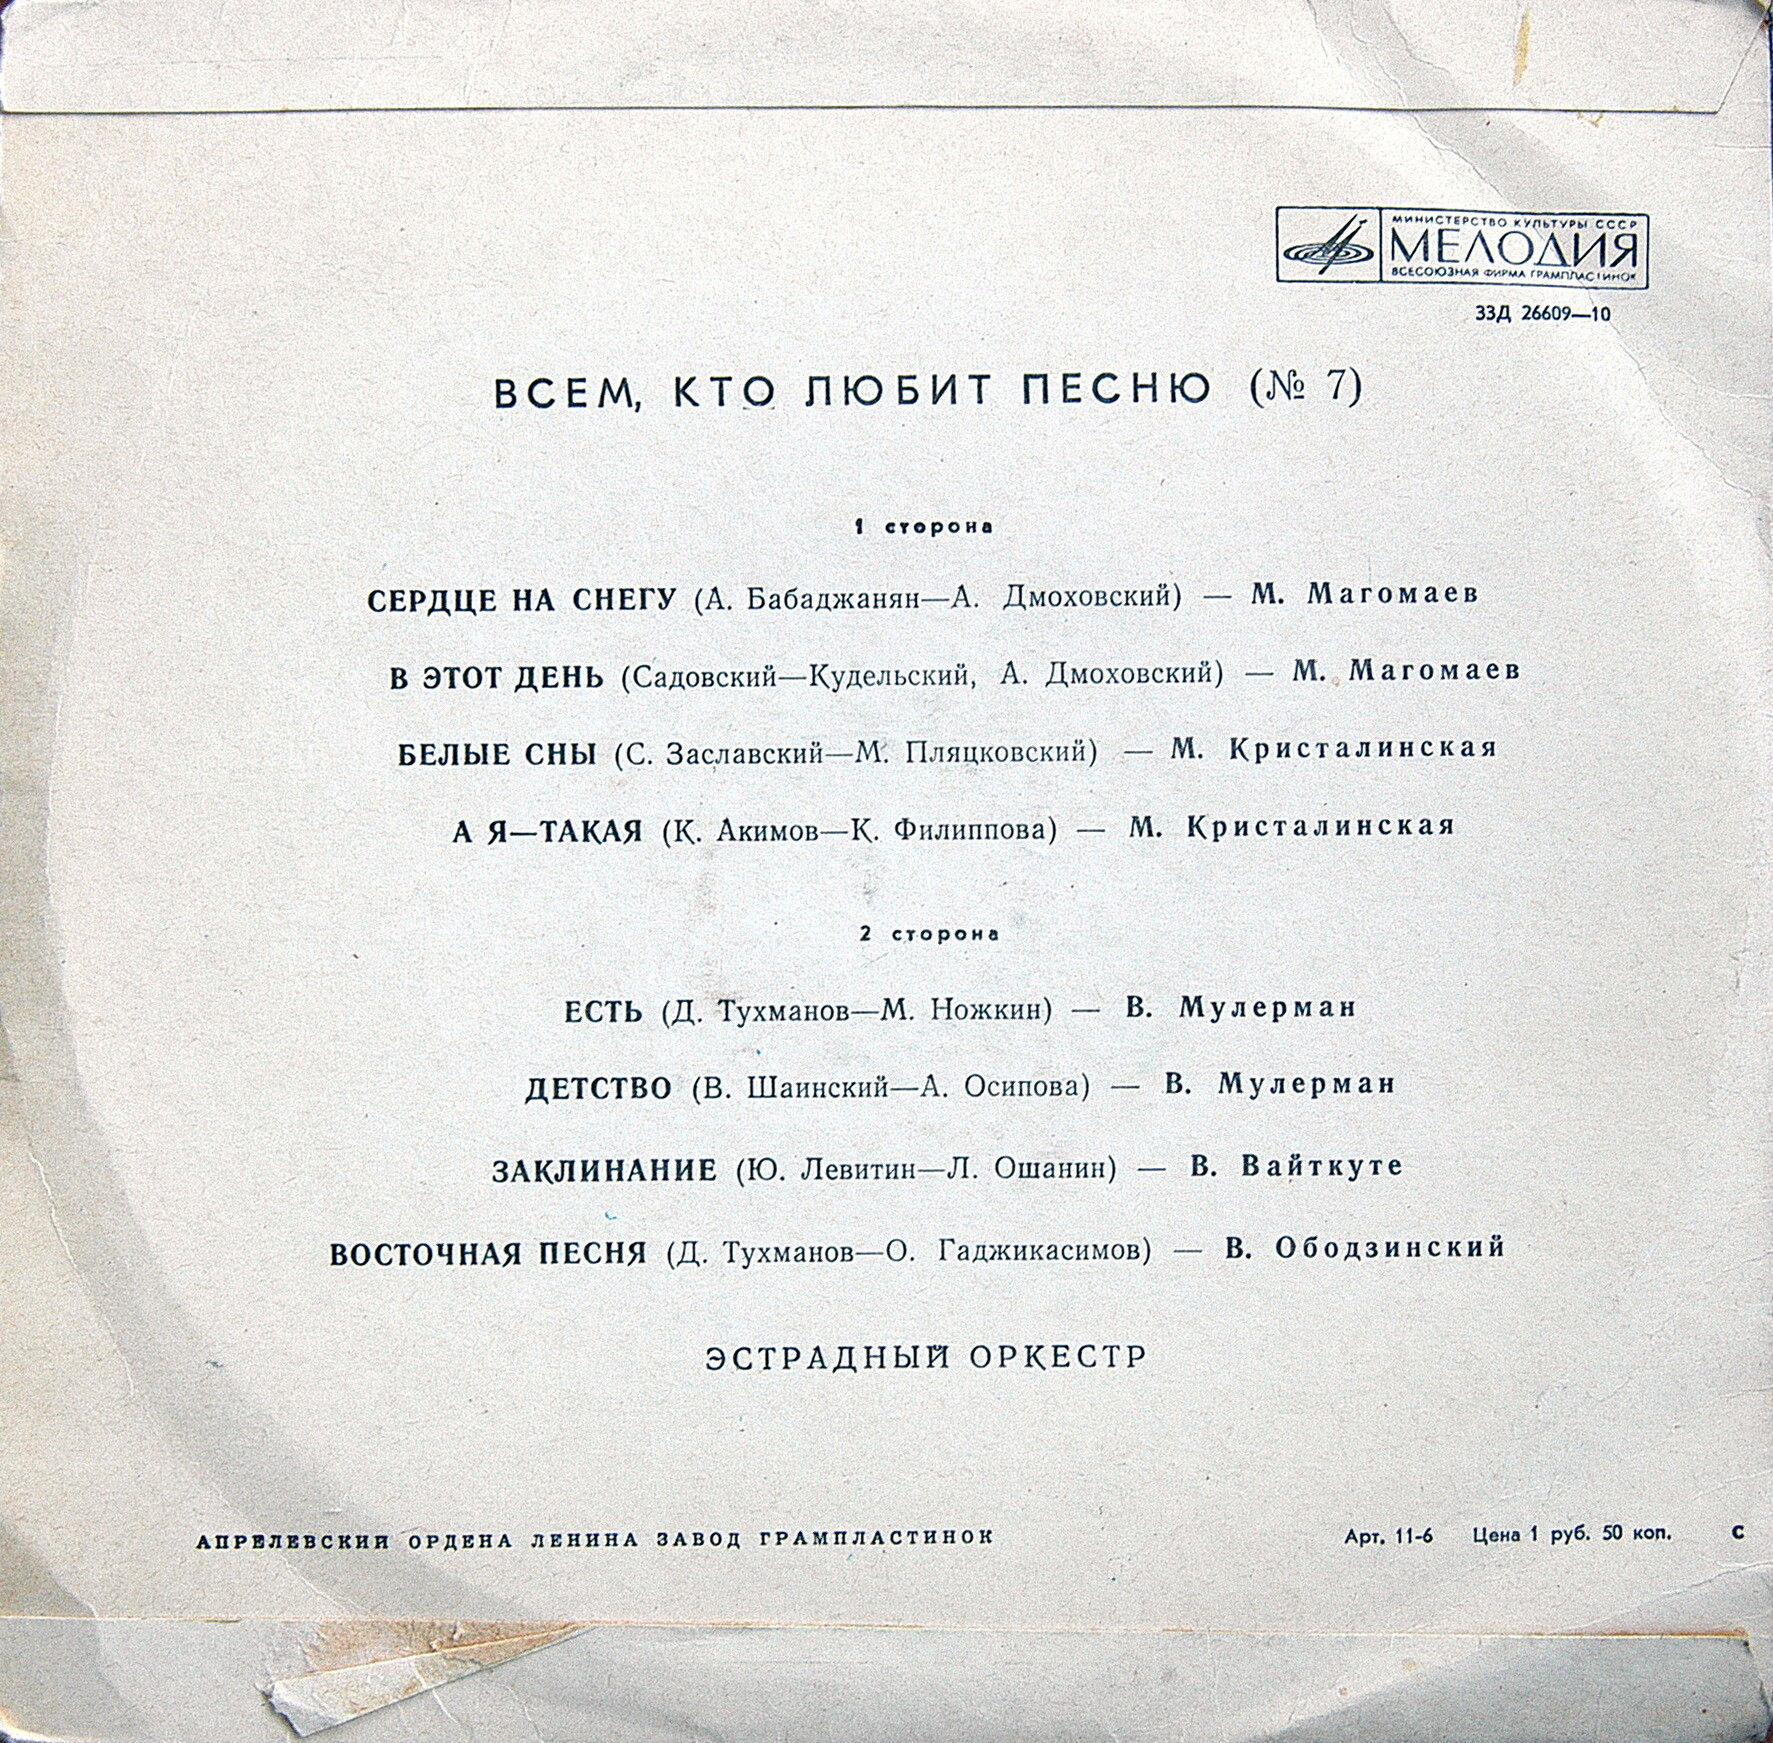 МИНИСТЕРСТВО КУЛЬТУРЫ СССР
МЕЛОДИЯ
ВСЕСОЮЗНАЯ ФИРМА ГРАМПЛАСТИНОК
33Д 26609—10
ВСЕМ, КТО ЛЮБИТ ПЕСНЮ (№ 7)
1 сторона
СЕРДЦЕ НА СНЕГУ (А. Бабаджанян—А. Дмоховский) — М. Магомаев
В ЭТОТ ДЕНЬ (Садовский—Кудельский, А. Дмоховский) — М. Магомаев
БЕЛЫЕ СНЫ (С. Заславский—М. Пляцковский) — М. Кристалинская
А Я—ТАКАЯ (К. Акимов—К. Филиппова) — М. Кристалинская
2 сторона
ЕСТЬ (Д. Тухманов—М. Ножкин) — В. Мулерман
ДЕТСТВО (В. Шаинский—А. Осипова) — В. Мулерман
ЗАКЛИНАНИЕ (Ю. Левитин—Л. Ошанин) — В. Вайткуте
ВОСТОЧНАЯ ПЕСНЯ (Д. Тухманов—О. Гаджикасимов) — В. Ободзинский
ЭСТРАДНЫЙ ОРКЕСТР
АПРЕЛЕВСКИЙ ОРДЕНА ЛЕНИНА ЗАВОД ГРАМПЛАСТИНОК Арт. 11-6 Цена 1 руб. 50 коп. С